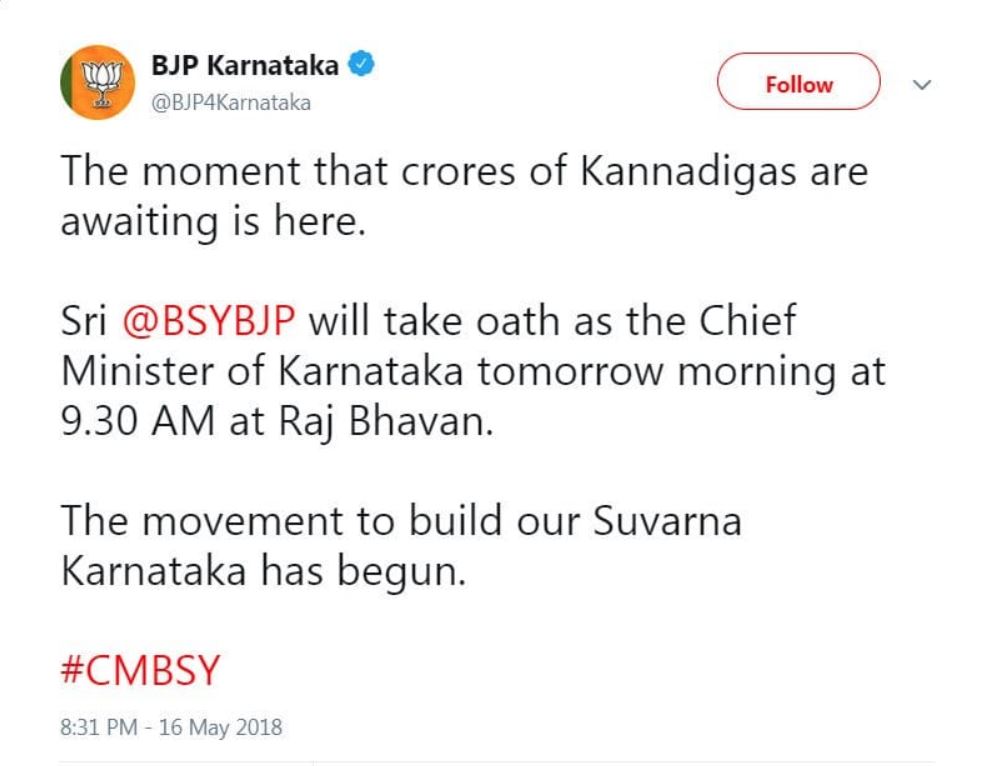 BJP Karnataka
@BJP4Karnataka
Follow
The moment that crores of Kannadigas are
awaiting is here.
Sri @BSYBJP will take oath as the Chief
Minister of Karnataka tomorrow morning at
9.30 AM at Raj Bhavan.
The movement to build our Suvarna
Karnataka has begun.
#CMBSY
8:31 PM - 16 May 2018